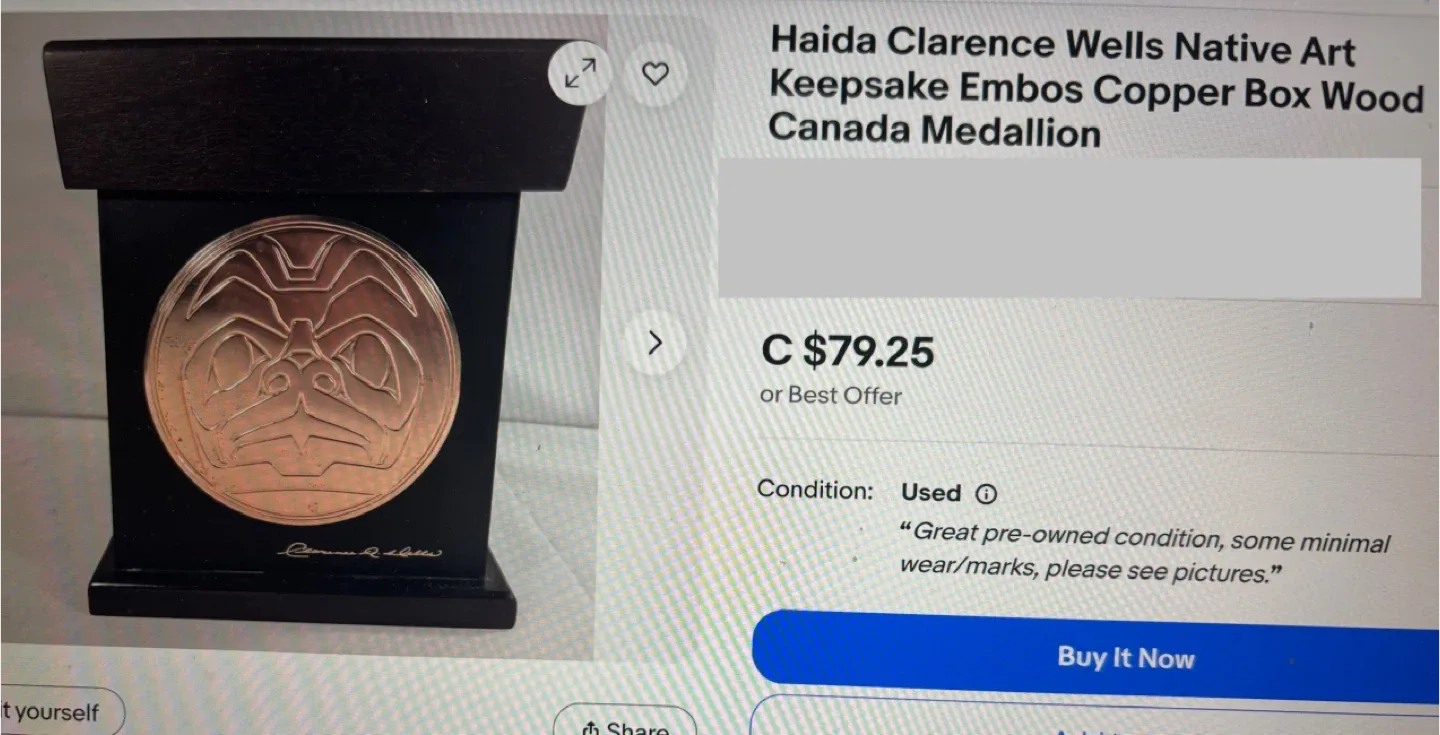 Haida Clarence Wells Native Art
Keepsake Embos Copper Box Wood
Canada Medallion
C $79.25
or Best Offer
Condition: Used
“Great pre-owned condition, some minimal
wear/marks, please see pictures.”
Buy It Now
t yourself
Share